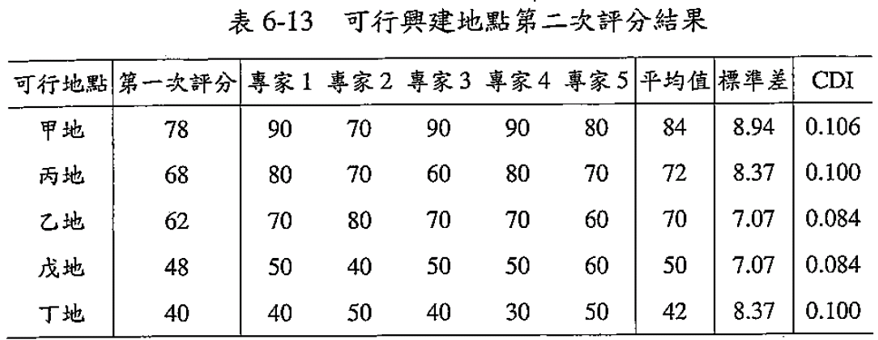 表 6-13 可行興建地點第二次評分結果
可行地點 第一次評分 專家 1 專家 2 專家 3 專家 4 專家 5 平均值 標準差 CDI
甲地 78 90 70 90 90 80 84 8.94 0.106
丙地 68 80 70 60 80 70 72 8.37 0.100
乙地 62 70 80 70 70 60 70 7.07 0.084
戊地 48 50 40 50 50 60 50 7.07 0.084
丁地 40 40 50 40 30 50 42 8.37 0.100